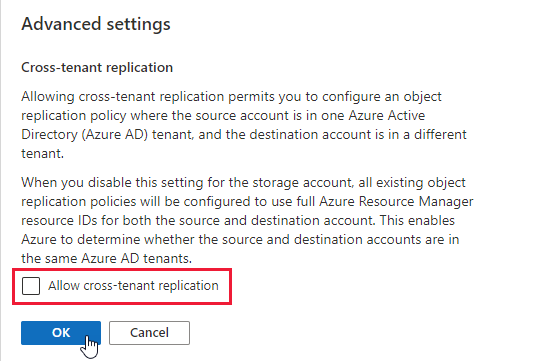 Advanced settings
Cross-tenant replication
Allowing cross-tenant replication permits you to configure an object
replication policy where the source account is in one Azure Active
Directory (Azure AD) tenant, and the destination account is in a different
tenant.
When you disable this setting for the storage account, all existing object
replication policies will be configured to use full Azure Resource Manager
resource IDs for both the source and destination account. This enables
Azure to determine whether the source and destination accounts are in
the same Azure AD tenants.
Allow cross-tenant replication
OK Cancel